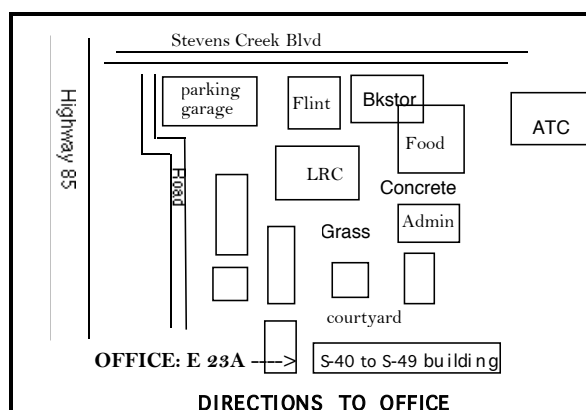 Stevens Creek Blvd
parking
garage
Flint
Bkstor
ATC
Food
Highway 85
Road
LRC
Concrete
Admin
Grass
courtyard
OFFICE: E 23A ---->
S-40 to S-49 building
DIRECTIONS TO OFFICE